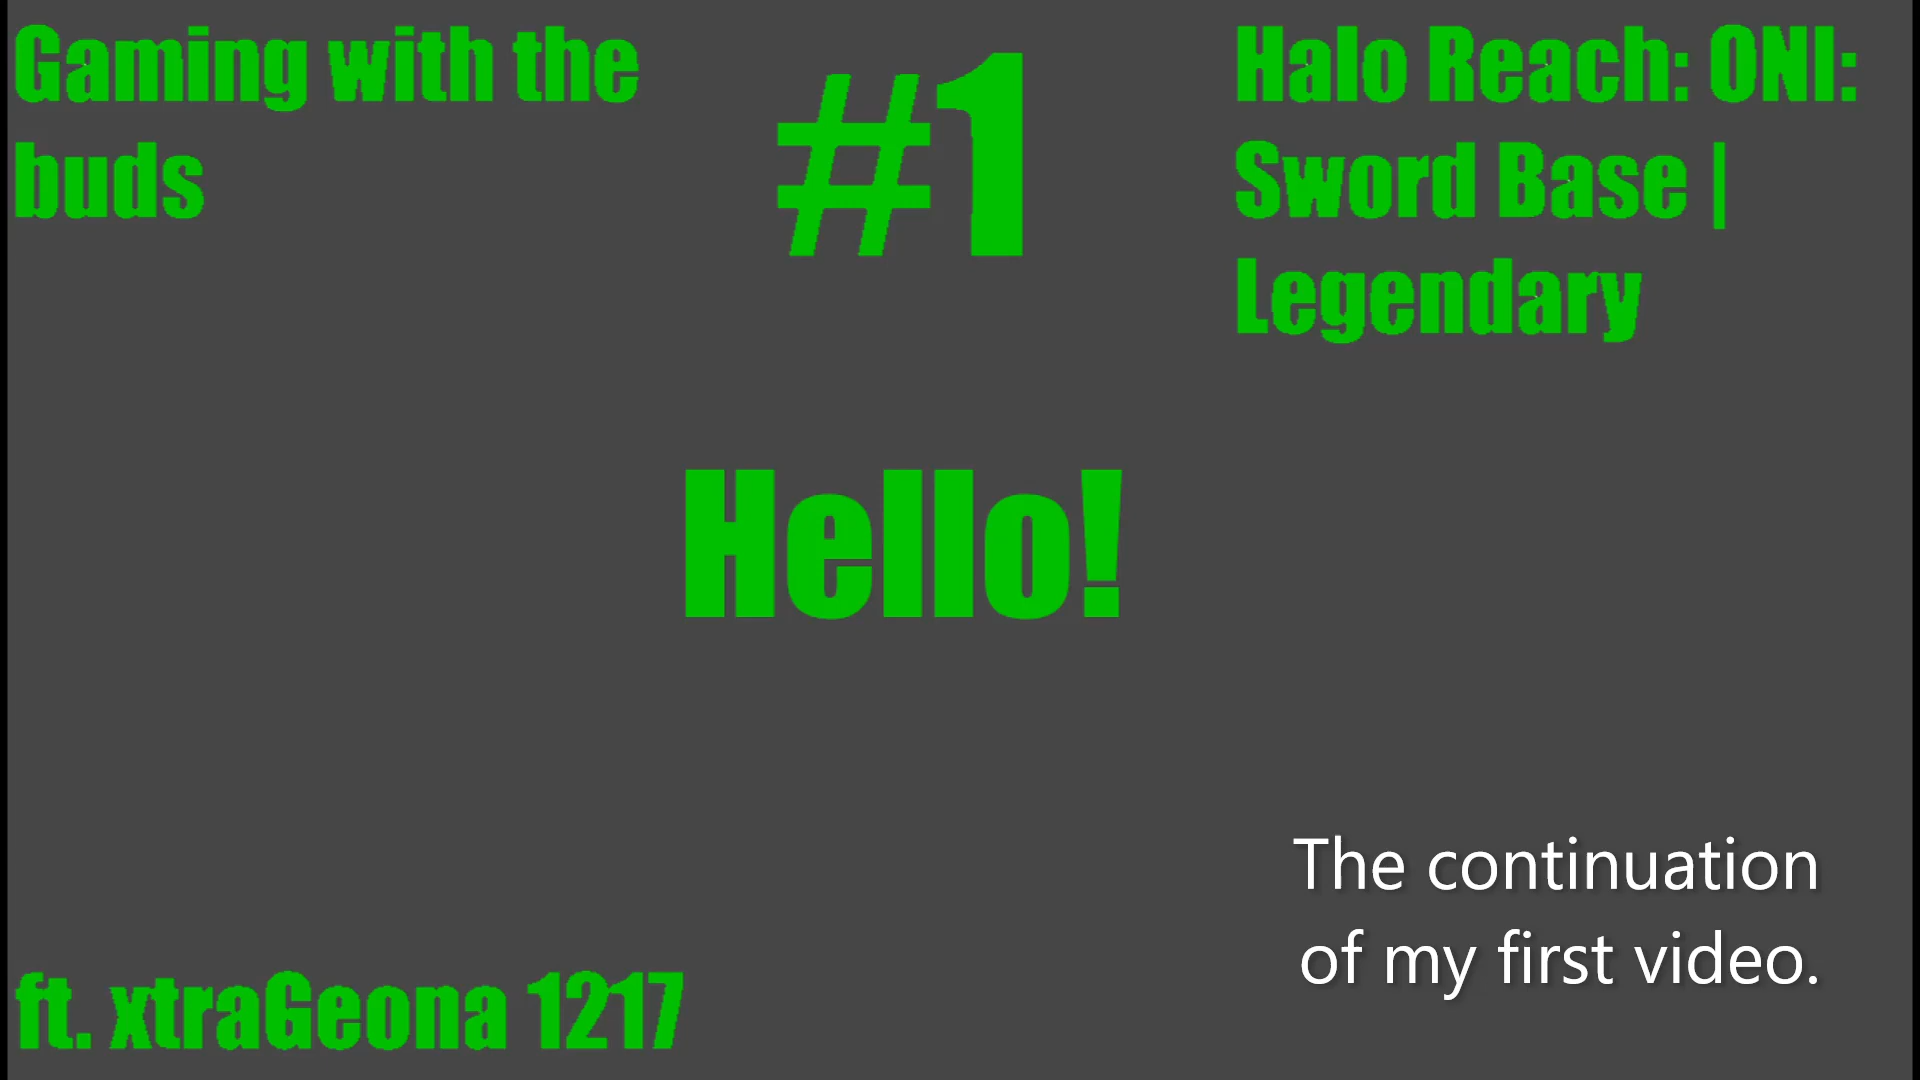 Gaming with the
buds
#1
Halo Reach: ONI:
Sword Base |
Legendary
Hello!
The continuation
of my first video.
ft. xtraGeona 1217